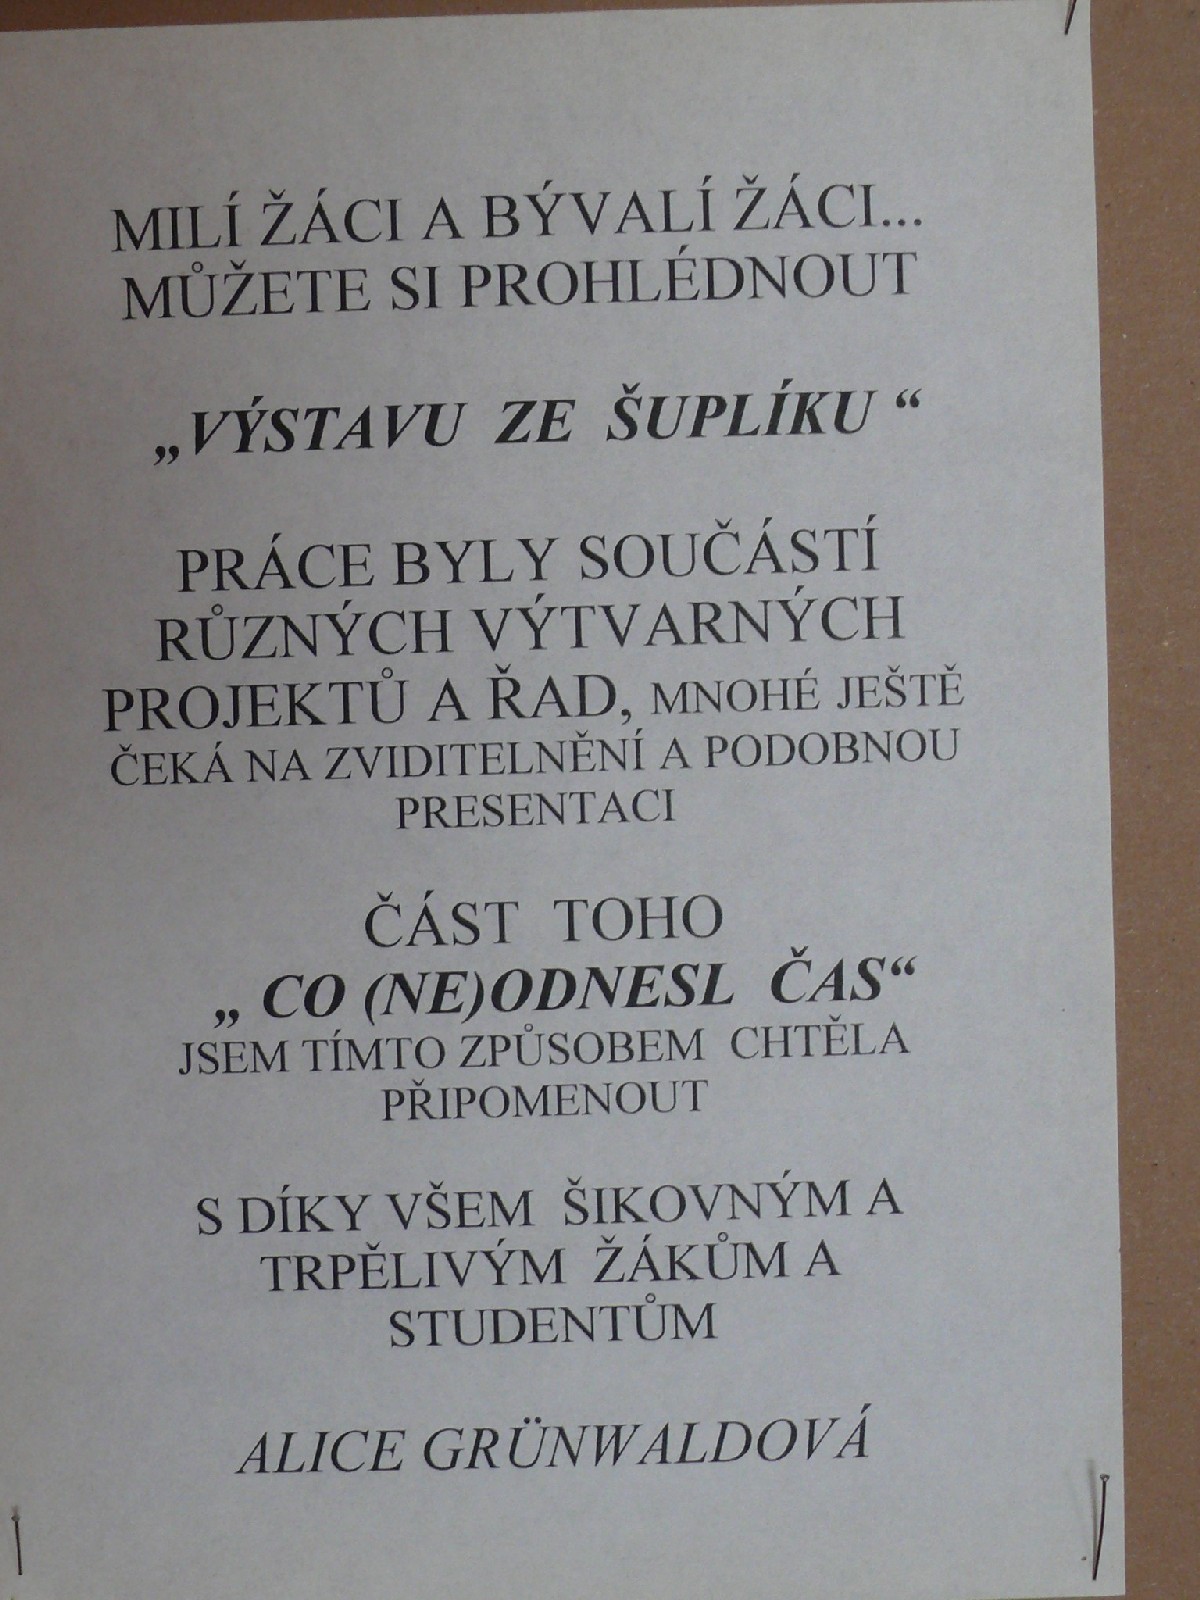 MILÍ ŽÁCI A BÝVALÍ ŽÁCI...
MŮŽETE SI PROHLÉDNOUT
„VÝSTAVU ZE ŠUPLÍKU “
PRÁCE BYLY SOUČÁSTÍ
RŮZNÝCH VÝTVARNÝCH
PROJEKTŮ A ŘAD, MNOHÉ JEŠTĚ
ČEKÁ NA ZVIDITELNĚNÍ A PODOBNOU
PRESENTACI
ČÁST TOHO
„ CO (NE)ODNESL ČAS“
JSEM TÍMTO ZPŮSOBEM CHTĚLA
PŘIPOMENOUT
S DÍKY VŠEM ŠIKOVNÝM A
TRPĚLIVÝM ŽÁKŮM A
STUDENTŮM
ALICE GRÜNWALDOVÁ